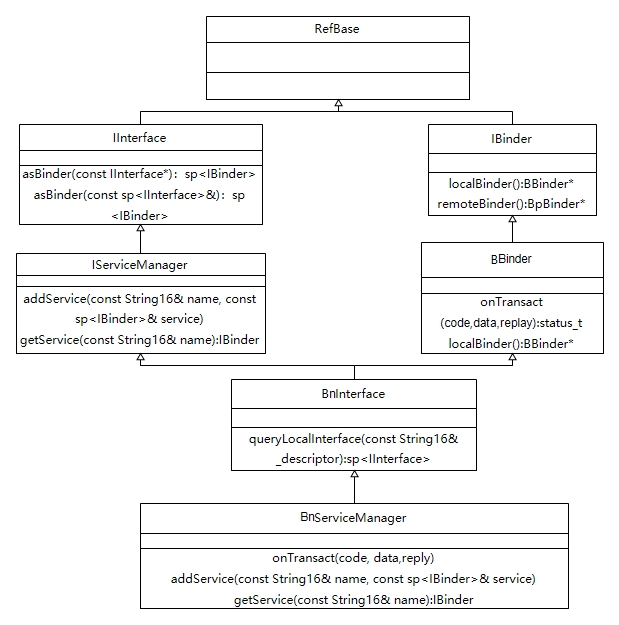 RefBase
IInterface
asBinder(const IInterface*): sp<IBinder>
asBinder(const sp<IInterface>&): sp
<IBinder>
IBinder
localBinder():BBinder*
remoteBinder():BpBinder*
IServiceManager
addService(const String16& name, const
sp<IBinder>& service)
getService(const String16& name):IBinder
BBinder
onTransact
(code,data,replay):status_t
localBinder():BBinder*
BnInterface
queryLocalInterface(const String16&
_descriptor):sp<IInterface>
BnServiceManager
onTransact(code, data,reply)
addService(const String16& name, const sp<IBinder>& service)
getService(const String16& name):IBinder